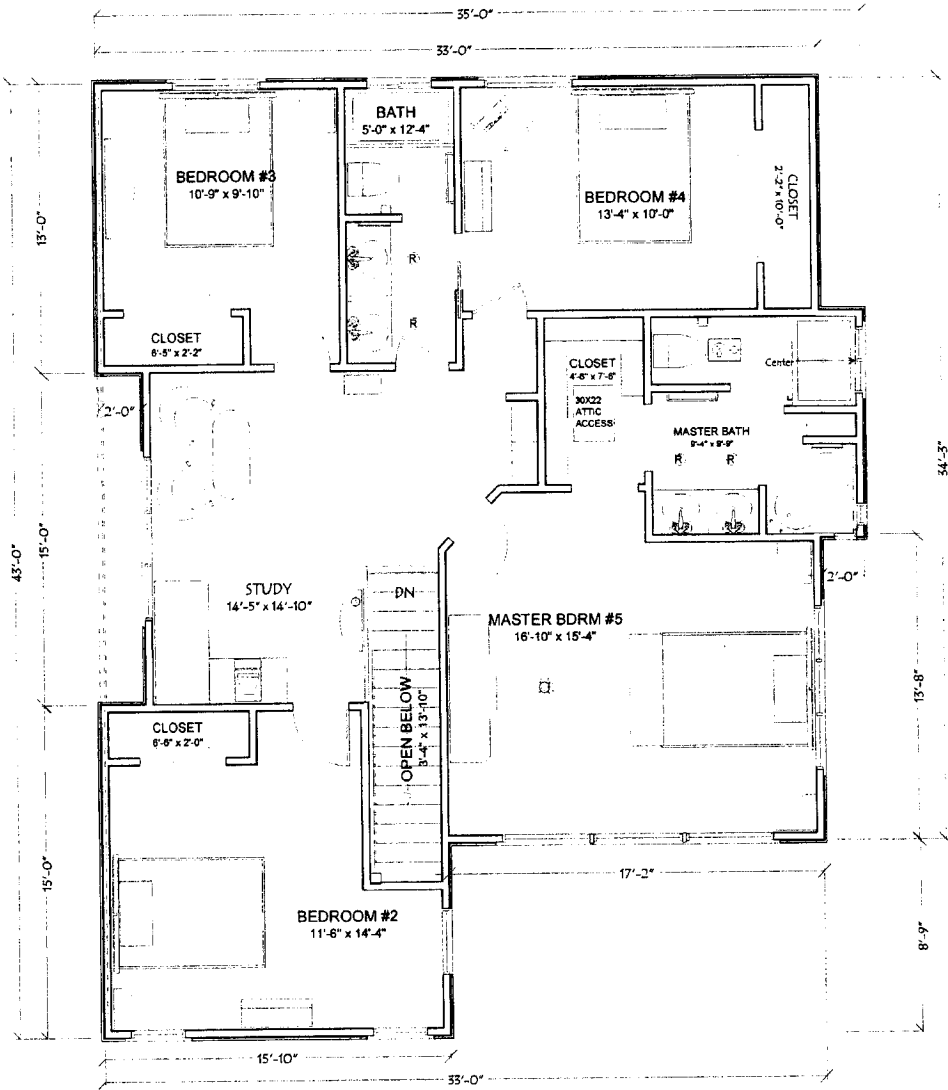 35'-0"
33'-0"
BATH
5'-0" x 12'-4"
BEDROOM #3
10'-9" x 9'-10"
BEDROOM #4
13'-4" x 10'-0"
CLOSET
2'-2" x 10'-0"
13'-0"
R
R
CLOSET
6'-5" x 2'-2"
CLOSET
4'-6" x 7'-6"
30X22
ATTIC
ACCESS
Center
2'-0"
MASTER BATH
9'-4" x 9'-9"
R
R
34'-3"
43'-0"
15'-0"
STUDY
14'-5" x 14'-10"
DN
2'-0"
MASTER BDRM #5
16'-10" x 15'-4"
13'-8"
OPEN BELOW
3'-4" x 13'-10"
CLOSET
6'-6" x 2'-0"
15'-0"
17'-2"
BEDROOM #2
11'-6" x 14'-4"
8'-9"
15'-10"
33'-0"